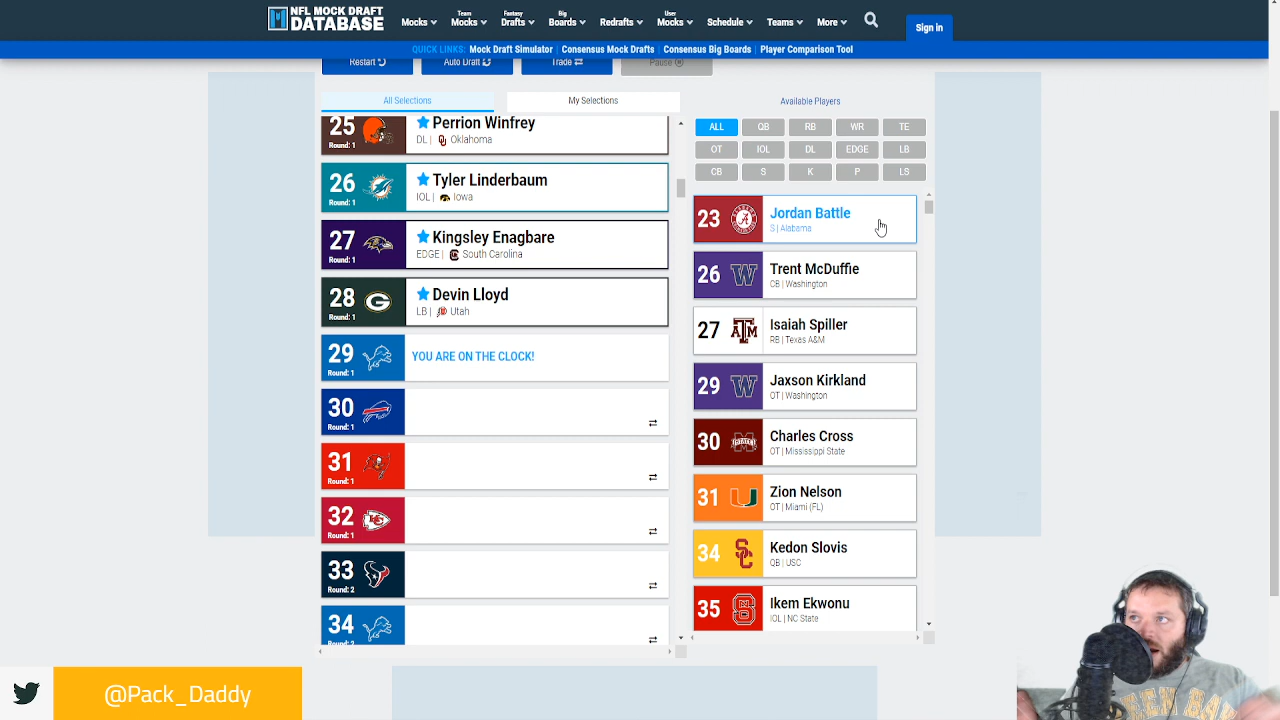 NFL MOCK DRAFT
DATABASE
Mocks
Team
Mocks
Fantasy
Drafts
Big
Boards
Redrafts
User
Mocks
Schedule
Teams
More
Sign in
QUICK LINKS: Mock Draft Simulator Consensus Mock Drafts Consensus Big Boards Player Comparison Tool
Restart
Auto Draft
Trade
Pause
All Selections
My Selections
25
Round: 1
Perrion Winfrey
DL | Oklahoma
26
Round: 1
Tyler Linderbaum
IOL | Iowa
27
Round: 1
Kingsley Enagbare
EDGE | South Carolina
28
Round: 1
Devin Lloyd
LB | Utah
29
Round: 1
YOU ARE ON THE CLOCK!
30
Round: 1
31
Round: 1
32
Round: 1
33
Round: 2
34
Round: 2
Available Players
ALL QB RB WR TE
OT IOL DL EDGE LB
CB S K P LS
23
Jordan Battle
S | Alabama
26
Trent McDuffie
CB | Washington
27
Isaiah Spiller
RB | Texas A&M
29
Jaxson Kirkland
OT | Washington
30
Charles Cross
OT | Mississippi State
31
Zion Nelson
OT | Miami (FL)
34
Kedon Slovis
QB | USC
35
Ikem Ekwonu
IOL | NC State
@Pack_Daddy
GREEN BAY